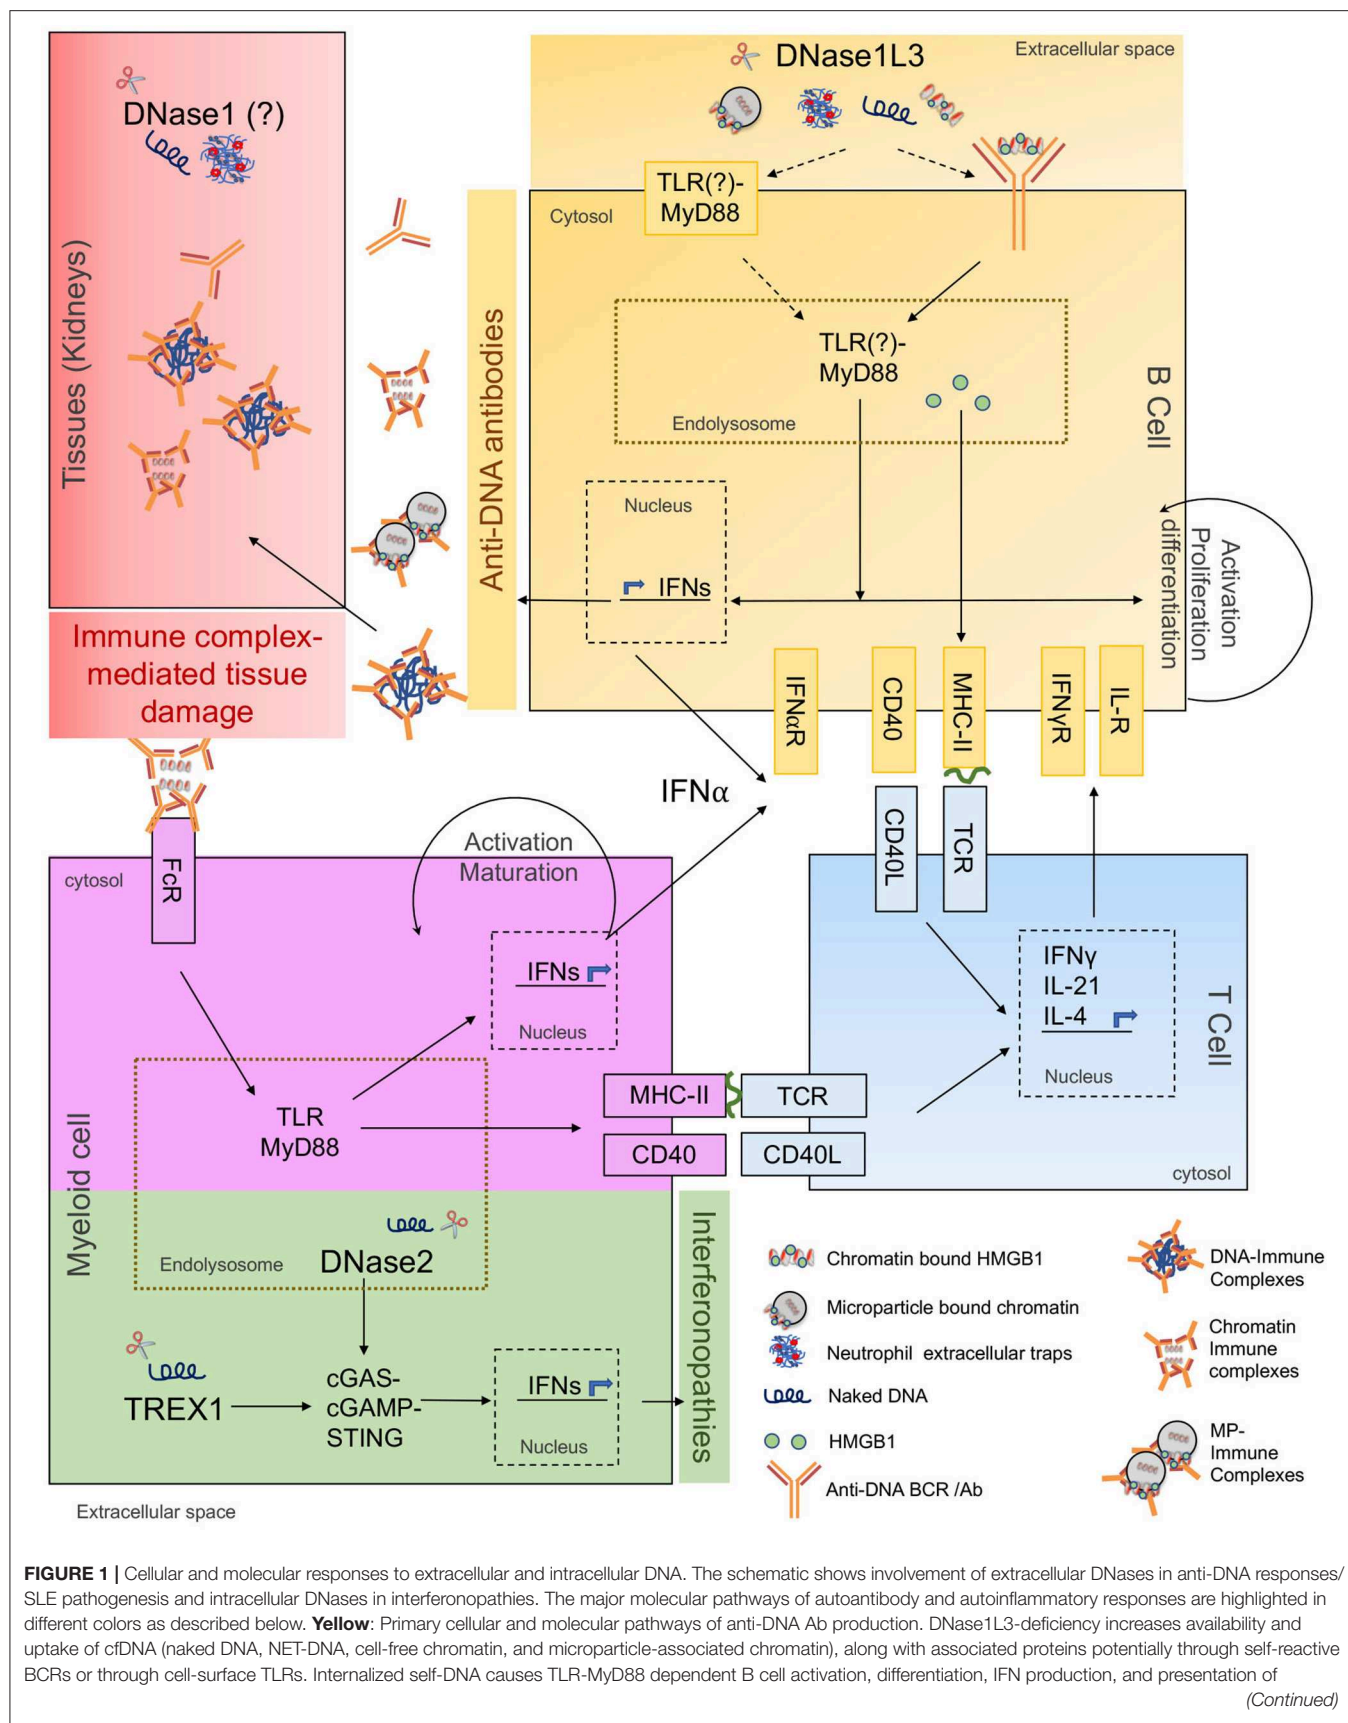 DNase1 (?)
Tissues (Kidneys)
Immune complex-
mediated tissue
damage
Extracellular space
DNase1L3
TLR(?)-
MyD88
Cytosol
TLR(?)-
MyD88
Endolysosome
B Cell
Anti-DNA antibodies
Nucleus
IFNs
Activation
Proliferation
differentiation
IFNαR
CD40
MHC-II
IFNγR
IL-R
IFNα
CD40L
TCR
Activation
Maturation
cytosol
FcR
IFNs
Nucleus
IFNγ
IL-21
IL-4
Nucleus
T Cell
cytosol
TLR
MyD88
MHC-II
TCR
CD40
CD40L
Myeloid cell
Endolysosome
DNase2
TREX1
cGAS-
cGAMP-
STING
IFNs
Nucleus
Interferonopathies
Extracellular space
Chromatin bound HMGB1
Microparticle bound chromatin
Neutrophil extracellular traps
Naked DNA
HMGB1
Anti-DNA BCR /Ab
DNA-Immune
Complexes
Chromatin
Immune
complexes
MP-
Immune
Complexes
FIGURE 1 | Cellular and molecular responses to extracellular and intracellular DNA. The schematic shows involvement of extracellular DNases in anti-DNA responses/
SLE pathogenesis and intracellular DNases in interferonopathies. The major molecular pathways of autoantibody and autoinflammatory responses are highlighted in
different colors as described below. Yellow: Primary cellular and molecular pathways of anti-DNA Ab production. DNase1L3-deficiency increases availability and
uptake of cfDNA (naked DNA, NET-DNA, cell-free chromatin, and microparticle-associated chromatin), along with associated proteins potentially through self-reactive
BCRs or through cell-surface TLRs. Internalized self-DNA causes TLR-MyD88 dependent B cell activation, differentiation, IFN production, and presentation of
(Continued)